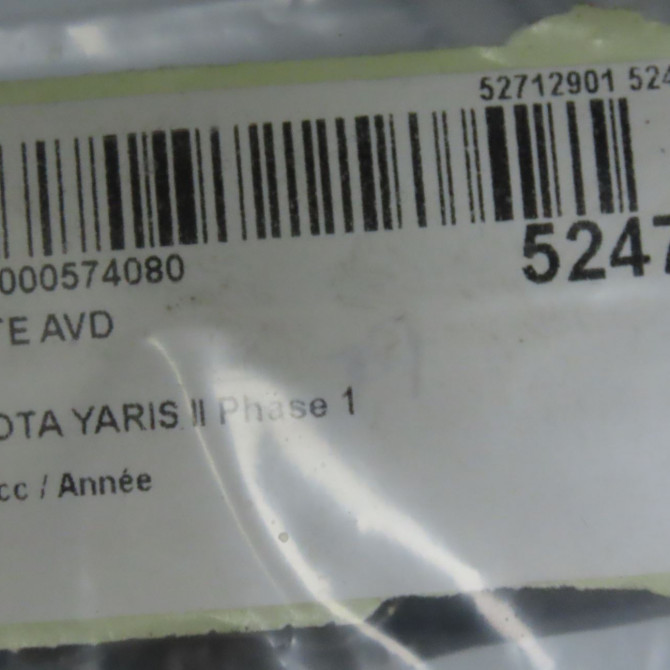 52712901 524
000574080
5247
TE AVD
OTA YARIS II Phase 1
cc / Année